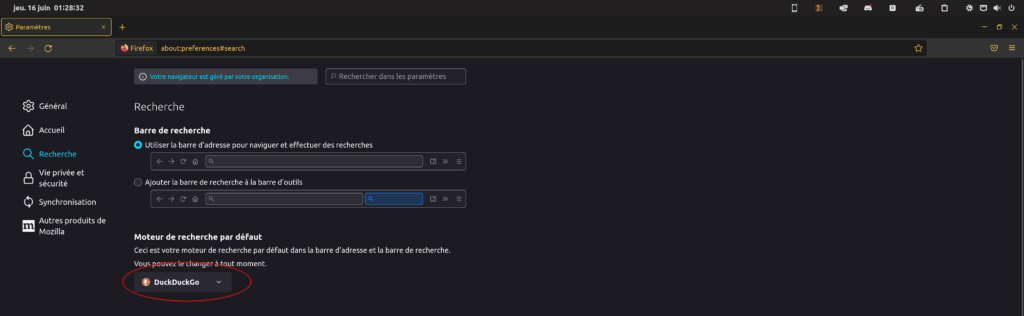 jeu. 16 juin 01:28:32
Paramètres
Firefox about:preferences#search
Votre navigateur est géré par votre organisation.
Rechercher dans les paramètres
Général
Accueil
Recherche
Vie privée et
sécurité
Synchronisation
Autres produits de
Mozilla
Recherche
Barre de recherche
Utiliser la barre d'adresse pour naviguer et effectuer des recherches
Ajouter la barre de recherche à la barre d'outils
Moteur de recherche par défaut
Ceci est votre moteur de recherche par défaut dans la barre d'adresse et la barre de recherche.
Vous pouvez le changer à tout moment.
DuckDuckGo